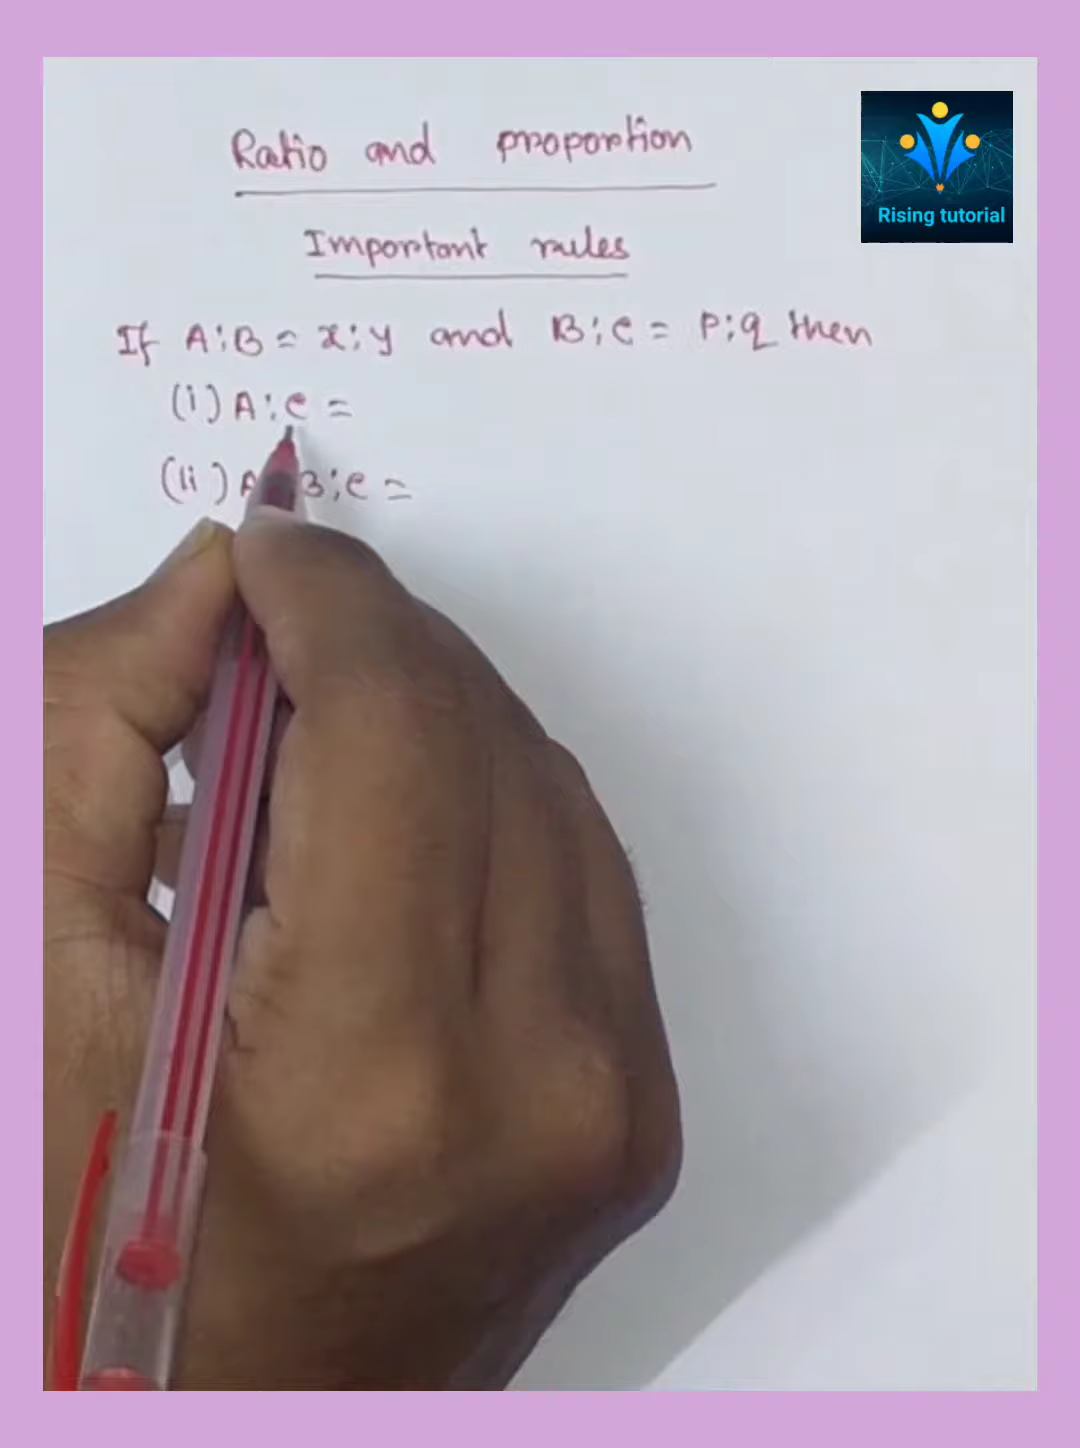 Ratio and proportion
Rising tutorial
Important rules
If A:B = x:y and B:C = P:q then
(i) A:C =
(ii) A:B:C =